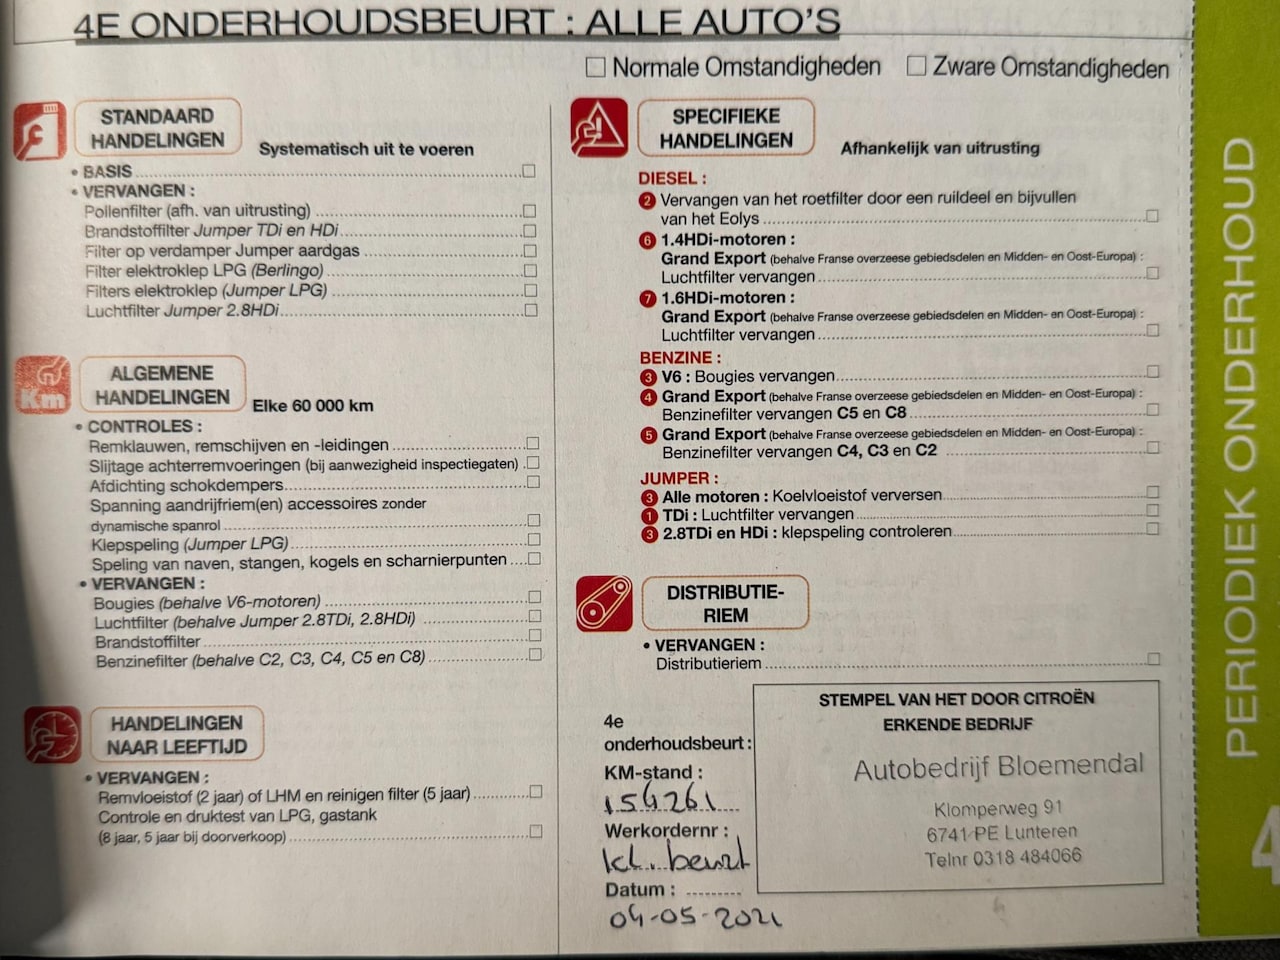 4E ONDERHOUDSBEURT : ALLE AUTO'S
Normale Omstandigheden
Zware Omstandigheden
STANDAARD
HANDELINGEN
Systematisch uit te voeren
• BASIS
• VERVANGEN :
Pollenfilter (afh. van uitrusting)
Brandstoffilter Jumper TDi en HDi
Filter op verdamper Jumper aardgas
Filter elektroklep LPG (Berlingo)
Filters elektroklep (Jumper LPG)
Luchtfilter Jumper 2.8HDi
Km
ALGEMENE
HANDELINGEN
Elke 60 000 km
• CONTROLES :
Remklauwen, remschijven en -leidingen
Slijtage achterremvoeringen (bij aanwezigheid inspectiegaten)
Afdichting schokdempers
Spanning aandrijfriem(en) accessoires zonder
dynamische spanrol
Klepspeling (Jumper LPG)
Speling van naven, stangen, kogels en scharnierpunten
• VERVANGEN :
Bougies (behalve V6-motoren)
Luchtfilter (behalve Jumper 2.8TDi, 2.8HDi)
Brandstoffilter
Benzinefilter (behalve C2, C3, C4, C5 en C8)
HANDELINGEN
NAAR LEEFTIJD
• VERVANGEN :
Remvloeistof (2 jaar) of LHM en reinigen filter (5 jaar)
Controle en druktest van LPG, gastank
(8 jaar, 5 jaar bij doorverkoop)
SPECIFIEKE
HANDELINGEN
Afhankelijk van uitrusting
DIESEL :
2 Vervangen van het roetfilter door een ruildeel en bijvullen
van het Eolys
6 1.4HDi-motoren :
Grand Export (behalve Franse overzeese gebiedsdelen en Midden- en Oost-Europa) :
Luchtfilter vervangen
7 1.6HDi-motoren :
Grand Export (behalve Franse overzeese gebiedsdelen en Midden- en Oost-Europa) :
Luchtfilter vervangen
BENZINE :
3 V6 : Bougies vervangen
4 Grand Export (behalve Franse overzeese gebiedsdelen en Midden- en Oost-Europa) :
Benzinefilter vervangen C5 en C8
5 Grand Export (behalve Franse overzeese gebiedsdelen en Midden- en Oost-Europa) :
Benzinefilter vervangen C4, C3 en C2
JUMPER :
3 Alle motoren : Koelvloeistof verversen
1 TDi : Luchtfilter vervangen
3 2.8TDi en HDi : klepspeling controleren
DISTRIBUTIE-
RIEM
• VERVANGEN :
Distributieriem
4e
onderhoudsbeurt :
KM-stand :
154261
Werkordernr :
kl. beurt
Datum :
04-05-2021
STEMPEL VAN HET DOOR CITROËN
ERKENDE BEDRIJF
Autobedrijf Bloemendal
Klomperweg 91
6741 PE Lunteren
Telnr 0318 484066
PERIODIEK ONDERHOUD
4